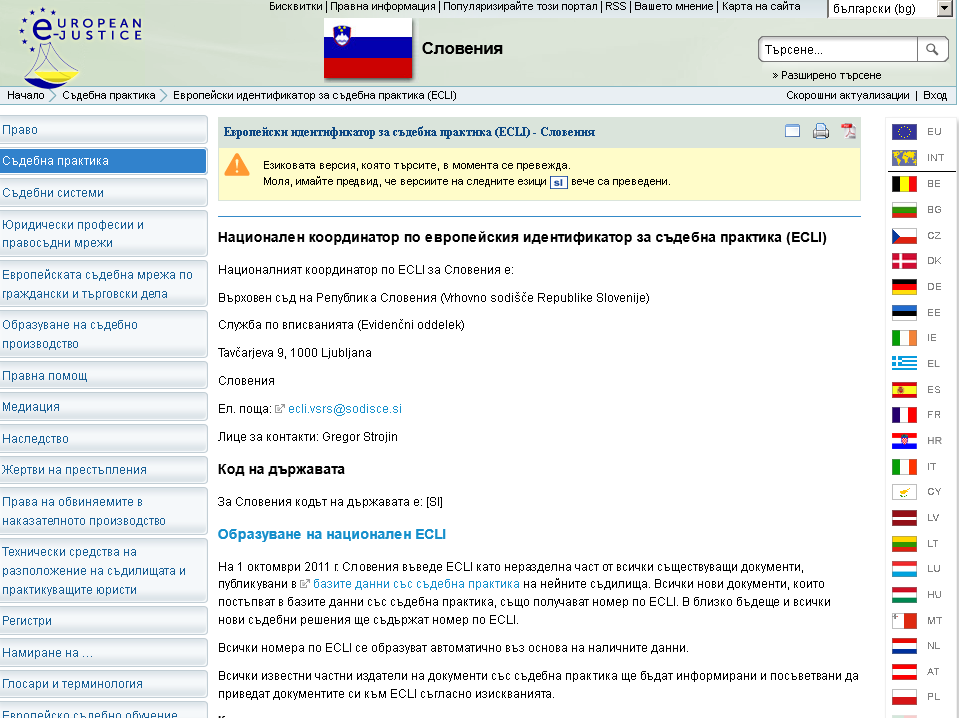 Бисквитки | Правна информация | Популяризирайте този портал | RSS | Вашето мнение | Карта на сайта
български (bg)
EUROPEAN
e-JUSTICE
Словения
Търсене...
» Разширено търсене
Начало
Съдебна практика
Европейски идентификатор за съдебна практика (ECLI)
Скорошни актуализации | Вход
Право
Съдебна практика
Съдебни системи
Юридически професии и
правосъдни мрежи
Европейската съдебна мрежа по
граждански и търговски дела
Образуване на съдебно
производство
Правна помощ
Медиация
Наследство
Жертви на престъпления
Права на обвиняемите в
наказателното производство
Технически средства на
разположение на съдилищата и
практикуващите юристи
Регистри
Намиране на ...
Глосари и терминология
Европейско съдебно обучение
Европейски идентификатор за съдебна практика (ECLI) - Словения
Езиковата версия, която търсите, в момента се превежда.
Моля, имайте предвид, че версиите на следните езици sl вече са преведени.
Национален координатор по европейския идентификатор за съдебна практика (ECLI)
Националният координатор по ECLI за Словения е:
Върховен съд на Република Словения (Vrhovno sodišče Republike Slovenije)
Служба по вписванията (Evidenčni oddelek)
Tavčarjeva 9, 1000 Ljubljana
Словения
Ел. поща: ecli.vsrs@sodisce.si
Лице за контакти: Gregor Strojin
Код на държавата
За Словения кодът на държавата е: [SI]
Образуване на национален ECLI
На 1 октомври 2011 г. Словения въведе ECLI като неразделна част от всички съществуващи документи,
публикувани в базите данни със съдебна практика на нейните съдилища. Всички нови документи, които
постъпват в базите данни със съдебна практика, също получават номер по ECLI. В близко бъдеще и всички
нови съдебни решения ще съдържат номер по ECLI.
Всички номера по ECLI се образуват автоматично въз основа на наличните данни.
Всички известни частни издатели на документи със съдебна практика ще бъдат информирани и посъветвани да
приведат документите си към ECLI съгласно изискванията.
EU
INT
BE
BG
CZ
DK
DE
EE
IE
EL
ES
FR
HR
IT
CY
LV
LT
LU
HU
MT
NL
AT
PL